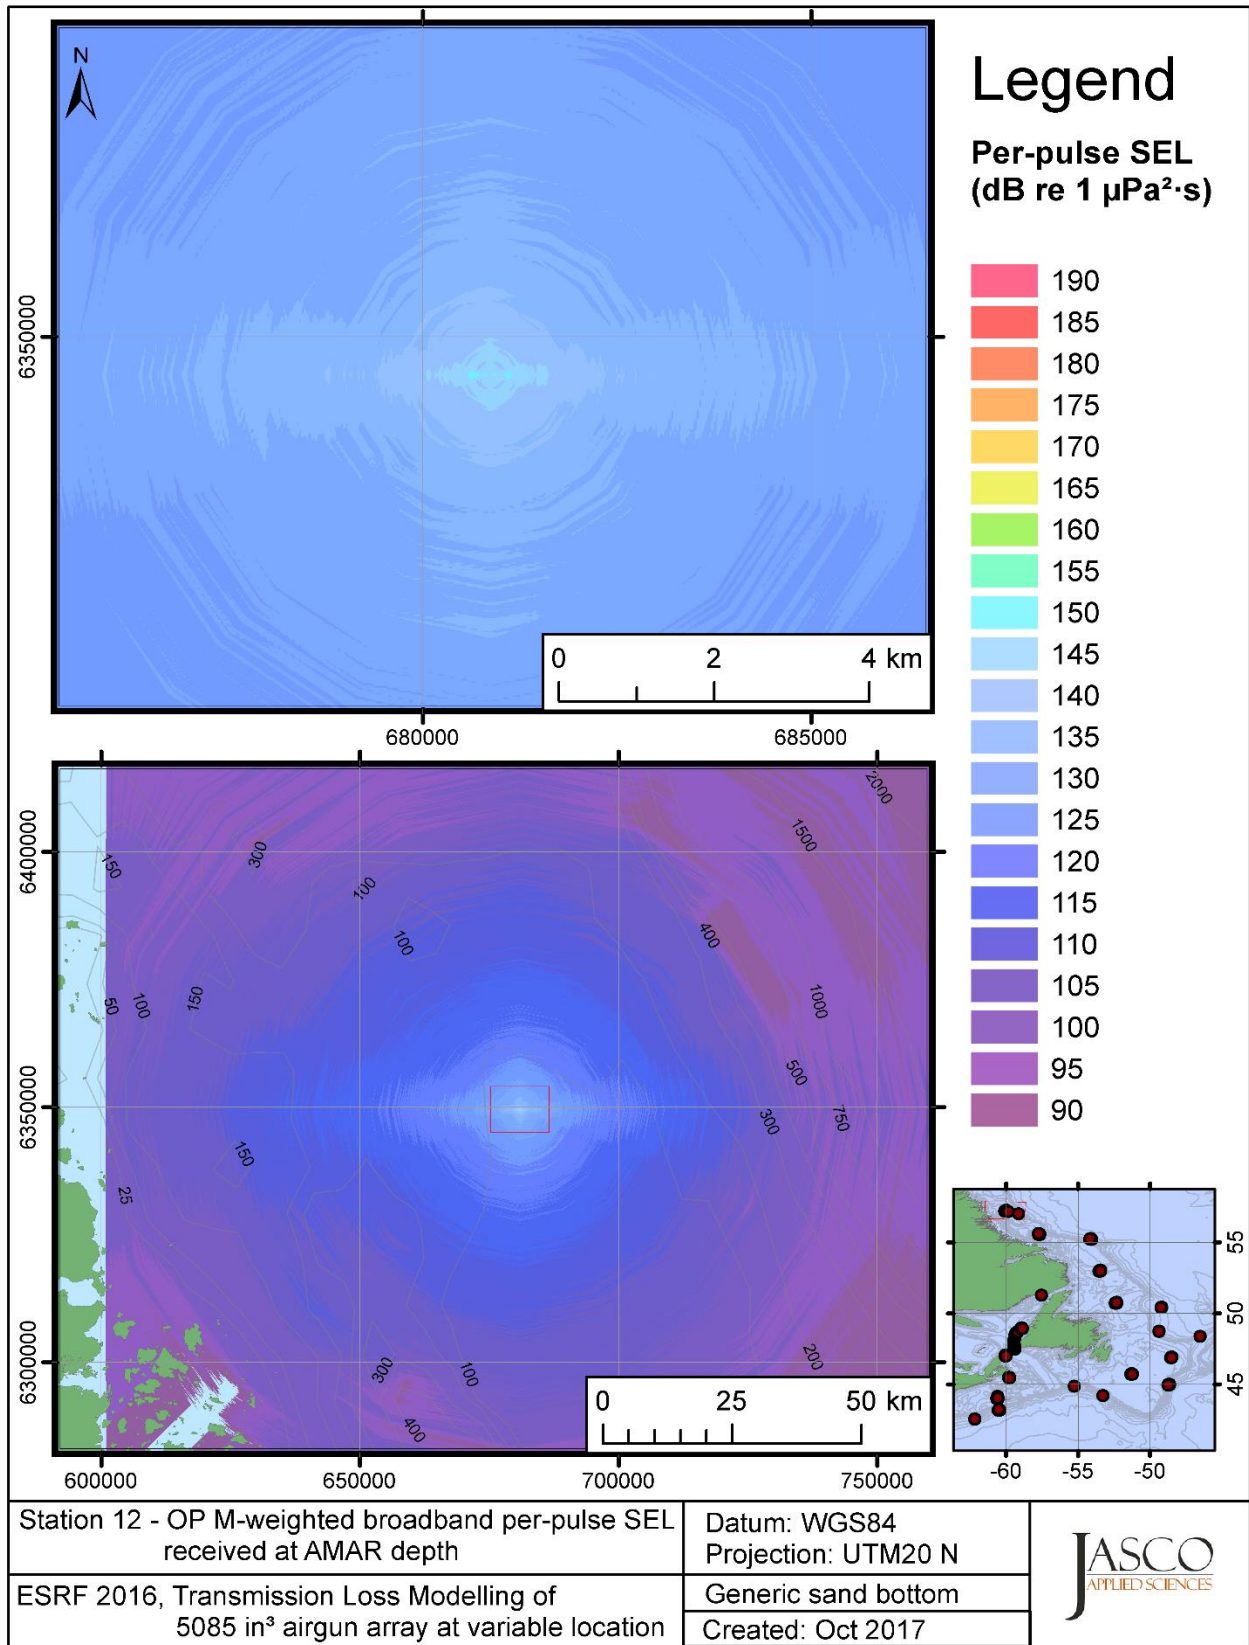 N
6350000
0 2 4 km
680000 685000
Legend
Per-pulse SEL
(dB re 1 µPa²·s)
190
185
180
175
170
165
160
155
150
145
140
135
130
125
120
115
110
105
100
95
90
6400000
6350000
6300000
2000
1500
150
300
100
100
400
150
50
100
1000
500
300
750
150
25
200
300
100
400
0 25 50 km
600000 650000 700000 750000
55
50
45
-60 -55 -50
Station 12 - OP M-weighted broadband per-pulse SEL
received at AMAR depth
ESRF 2016, Transmission Loss Modelling of
5085 in³ airgun array at variable location
Datum: WGS84
Projection: UTM20 N
Generic sand bottom
Created: Oct 2017
JASCO
APPLIED SCIENCES